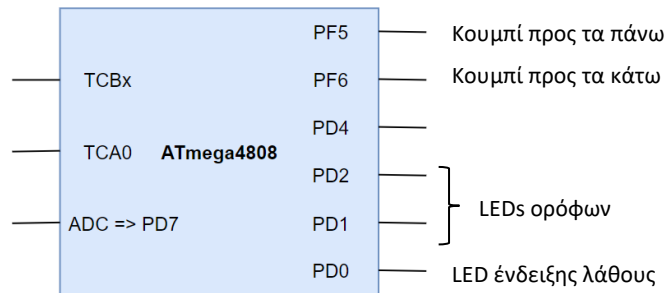 PF5 Κουμπί προς τα πάνω
TCBx PF6 Κουμπί προς τα κάτω
PD4
TCA0 ATmega4808
PD2
LEDs ορόφων
ADC => PD7 PD1
PD0 LED ένδειξης λάθους